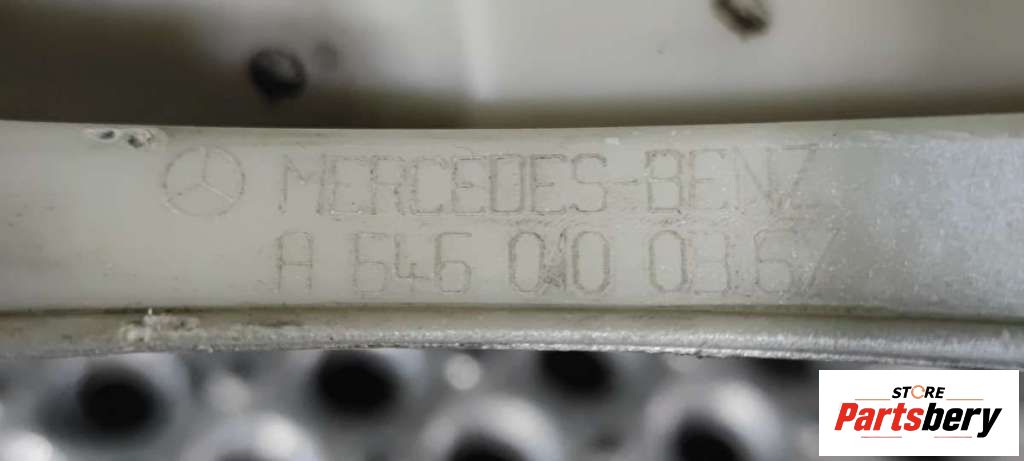 MERCEDES-BENZ
A 646 010 03 67
STORE
Partsbery